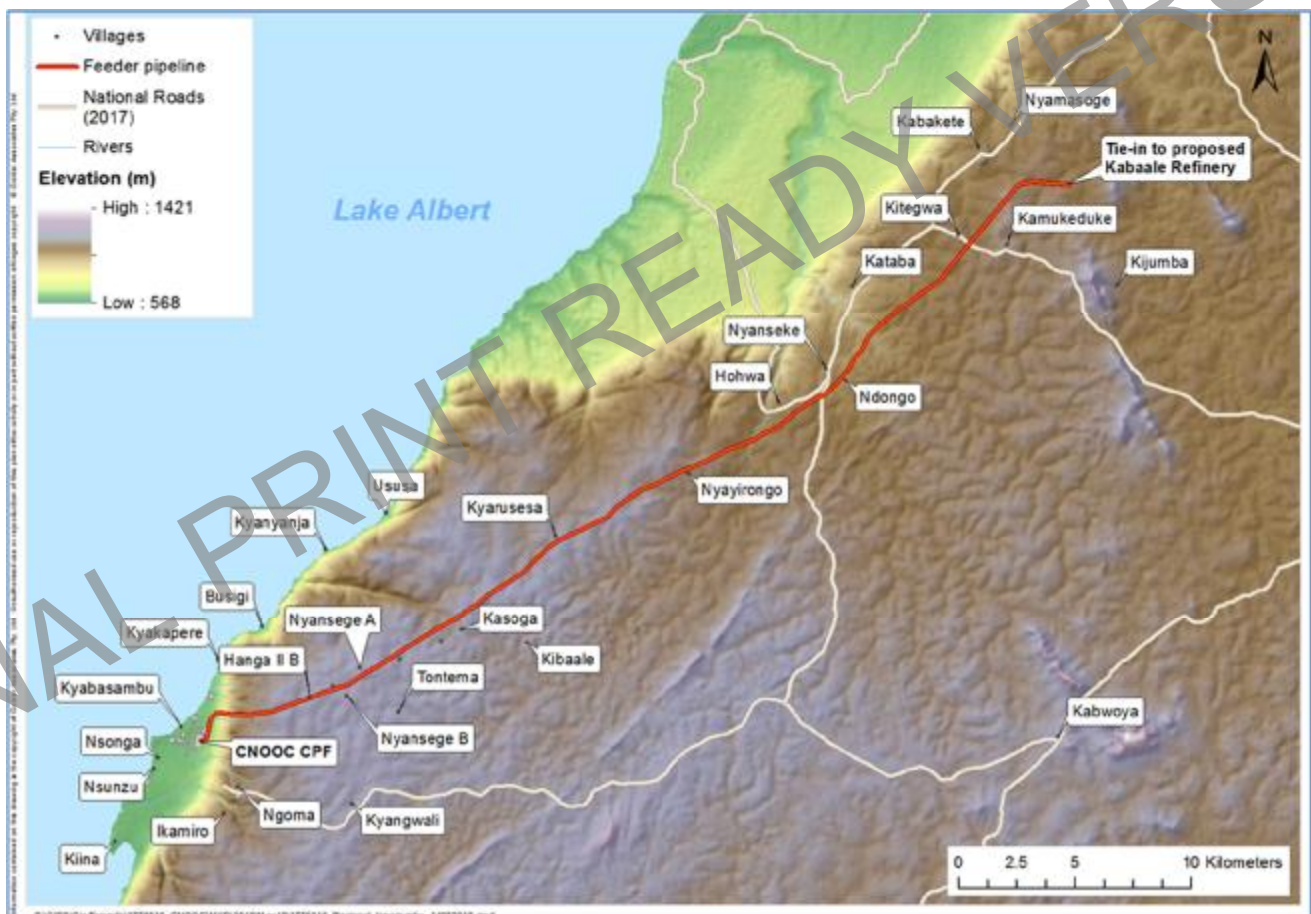 Villages
Feeder pipeline
National Roads
(2017)
Rivers
Elevation (m)
High : 1421
Low : 568
Lake Albert
N
Nyamasoge
Kabakete
Tie-in to proposed
Kabaale Refinery
Kitegwa
Kamukeduke
Kataba
Kijumba
Nyanseke
Hohwa
Ndongo
Ususa
Kyarusesa
Nyayirongo
Kyanyanja
Busigi
Nyansege A
Kasoga
Kyakapere
Hanga II B
Kibaale
Tontema
Kyabasambu
Kabwoya
Nsonga
CNOOC CPF
Nyansege B
Nsunzu
Ikamiro
Ngoma
Kyangwali
Kiina
0 2.5 5 10 Kilometers
NAL PRINT READY VERS